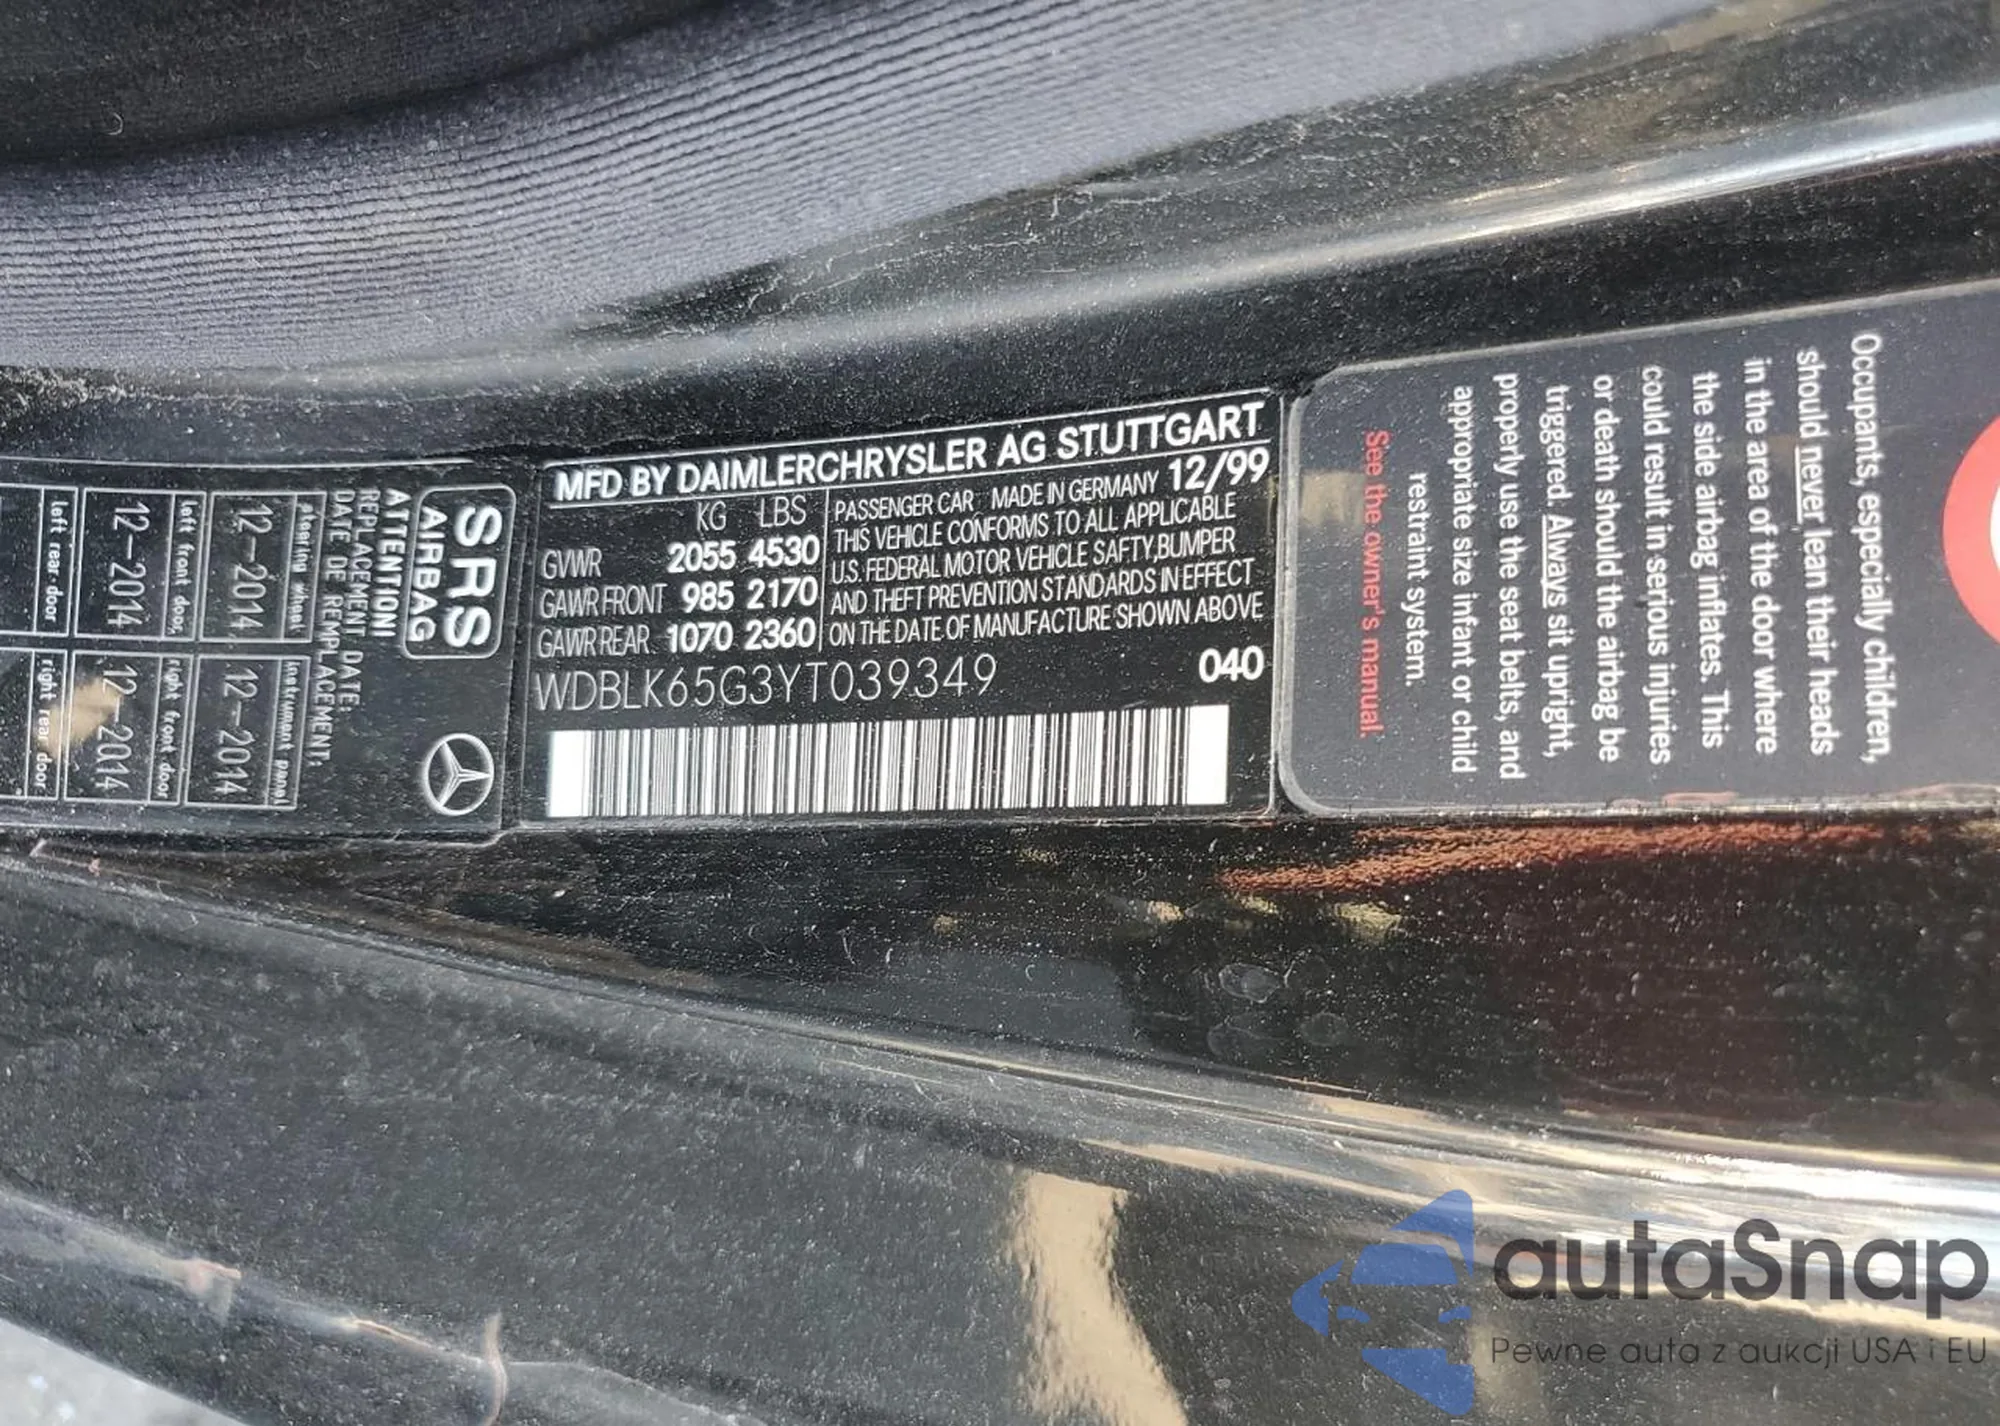 MFD BY DAIMLERCHRYSLER AG STUTTGART
KG LBS
GVWR 2055 4530
GAWR FRONT 985 2170
GAWR REAR 1070 2360
PASSENGER CAR MADE IN GERMANY 12/99
THIS VEHICLE CONFORMS TO ALL APPLICABLE
U.S. FEDERAL MOTOR VEHICLE SAFTY,BUMPER
AND THEFT PREVENTION STANDARDS IN EFFECT
ON THE DATE OF MANUFACTURE SHOWN ABOVE
WDBLK65G3YT039349
040
SRS
AIRBAG
ATTENTION!
REPLACEMENT DATE:
DATE DE REMPLACEMENT:
instrument panel
12-2014
12-2014
left front door,
12-2014
right front door
12-2014
left rear door
right rear door
Occupants, especially children,
should never lean their heads
in the area of the door where
the side airbag inflates. This
could result in serious injuries
or death should the airbag be
triggered. Always sit upright,
properly use the seat belts, and
appropriate size infant or child
restraint system.
See the owner's manual.
autaSnap
Pewne auta z aukcji USA i EU